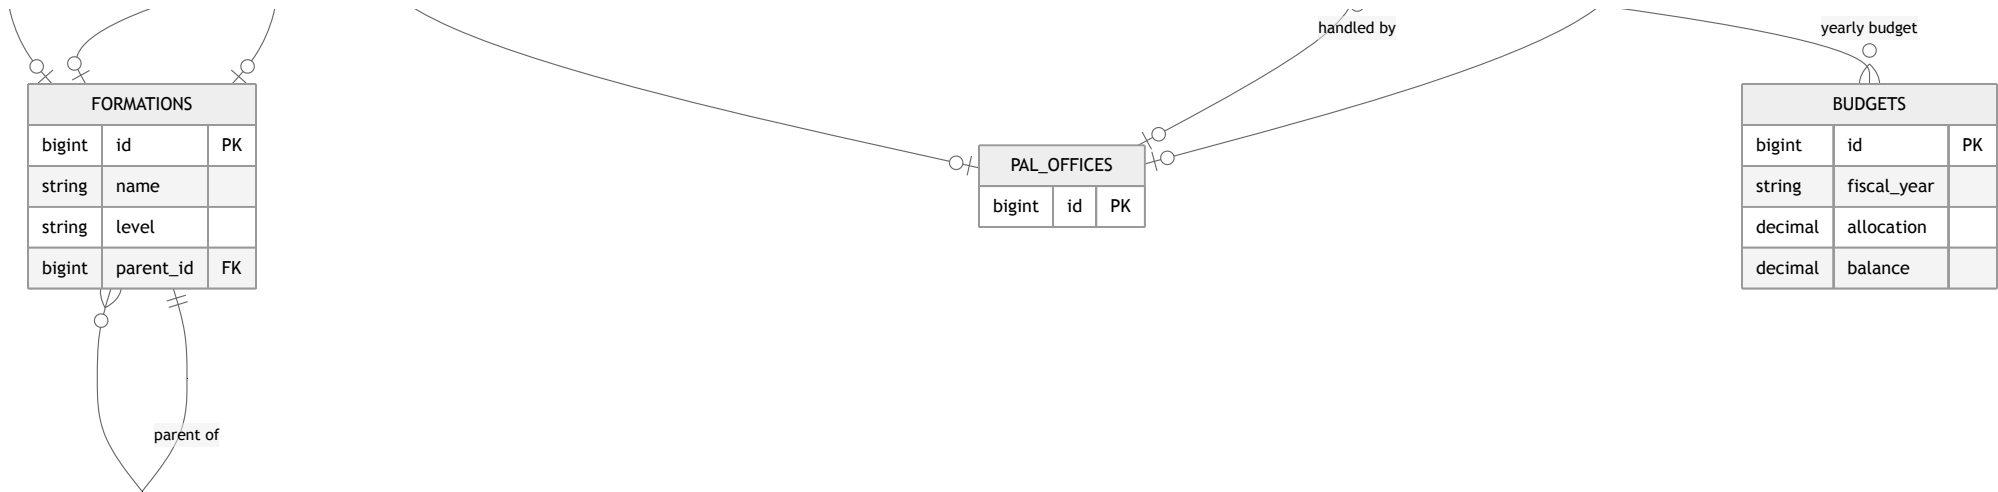 handled by
yearly budget
FORMATIONS
bigint id PK
string name
string level
bigint parent_id FK
parent of
PAL_OFFICES
bigint id PK
BUDGETS
bigint id PK
string fiscal_year
decimal allocation
decimal balance